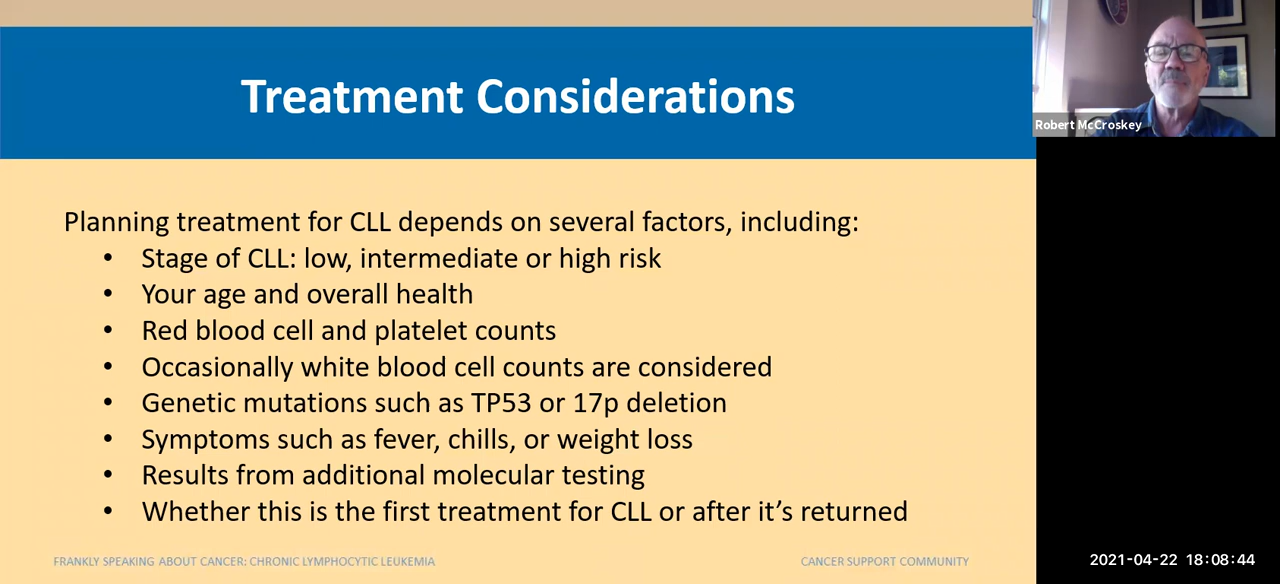 Treatment Considerations
Robert McCroskey
Planning treatment for CLL depends on several factors, including:
• Stage of CLL: low, intermediate or high risk
• Your age and overall health
• Red blood cell and platelet counts
• Occasionally white blood cell counts are considered
• Genetic mutations such as TP53 or 17p deletion
• Symptoms such as fever, chills, or weight loss
• Results from additional molecular testing
• Whether this is the first treatment for CLL or after it’s returned
FRANKLY SPEAKING ABOUT CANCER: CHRONIC LYMPHOCYTIC LEUKEMIA
CANCER SUPPORT COMMUNITY
2021-04-22 18:08:44